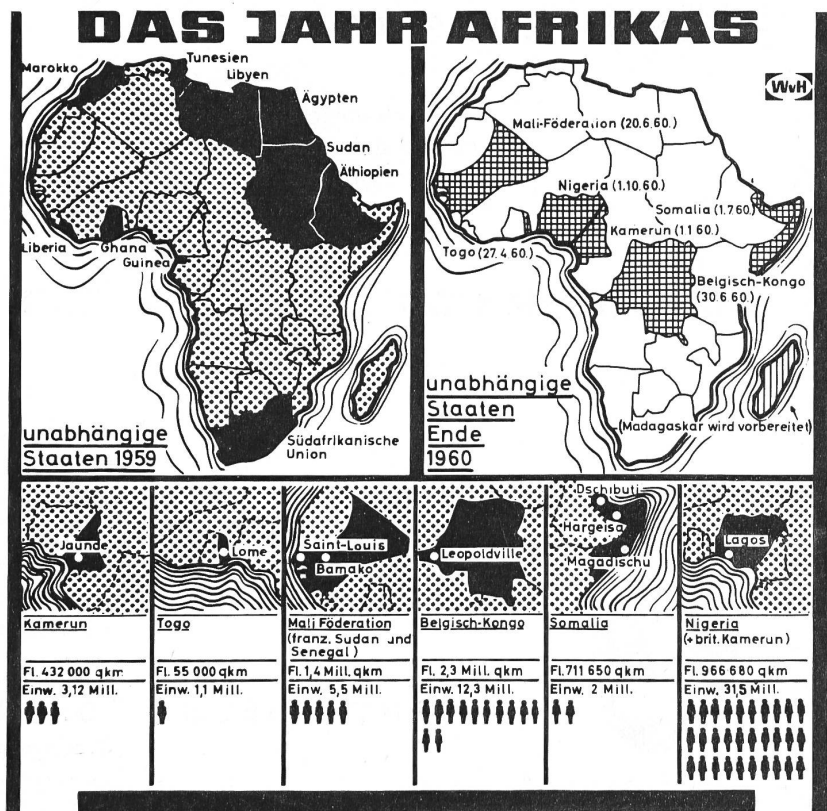 DAS JAHR AFRIKAS
Marokko
Tunesien
Libyen
Ägypten
Sudan
Äthiopien
Liberia
Ghana
Guinea
Südafrikanische
Union
unabhängige
Staaten 1959
WvH
Mali-Föderation (20.6.60.)
Nigeria (1.10.60.)
Somalia (1.7.60.)
Kamerun (1.1 60.)
Togo (27.4 60.)
Belgisch-Kongo
(30.6.60.)
unabhängige
Staaten
Ende
1960
(Madagaskar wird vorbereitet)
Jaunde
Kamerun
Fl. 432 000 qkm
Einw. 3,12 Mill.
Lome
Togo
Fl. 55 000 qkm
Einw. 1,1 Mill.
Saint-Louis
Bamako
Mali Föderation
(franz. Sudan und
Senegal)
Fl. 1,4 Mill. qkm
Einw. 5,5 Mill.
Leopoldville
Belgisch-Kongo
Fl. 2,3 Mill. qkm
Einw. 12,3 Mill.
Dschibuti
Hargeisa
Magadischu
Somalia
Fl. 711 650 qkm
Einw. 2 Mill.
Lagos
Nigeria
(+ brit. Kamerun)
Fl. 966 680 qkm
Einw. 31,5 Mill.